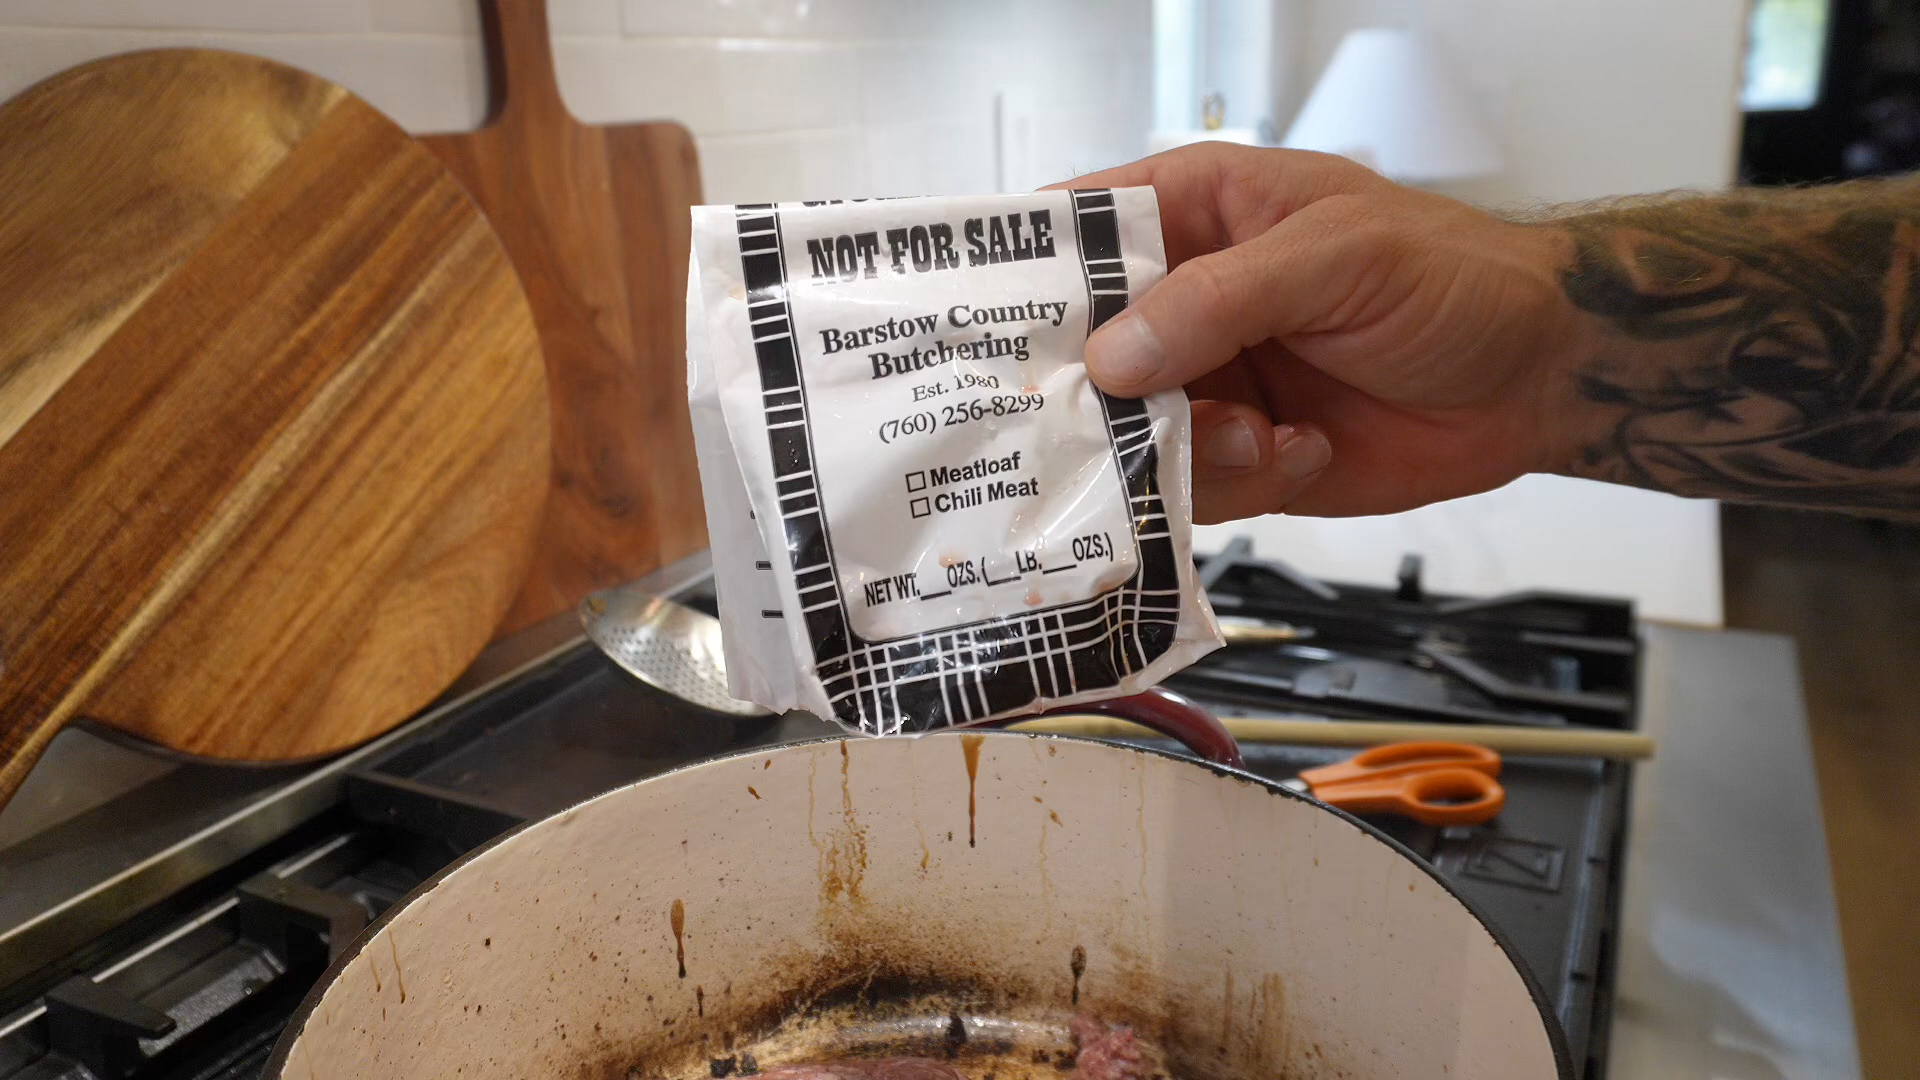 NOT FOR SALE
Barstow Country
Butchering
Est. 1980
(760) 256-8299
☐ Meatloaf
☐ Chili Meat
NET WT.___OZS. (___LB.___OZS.)